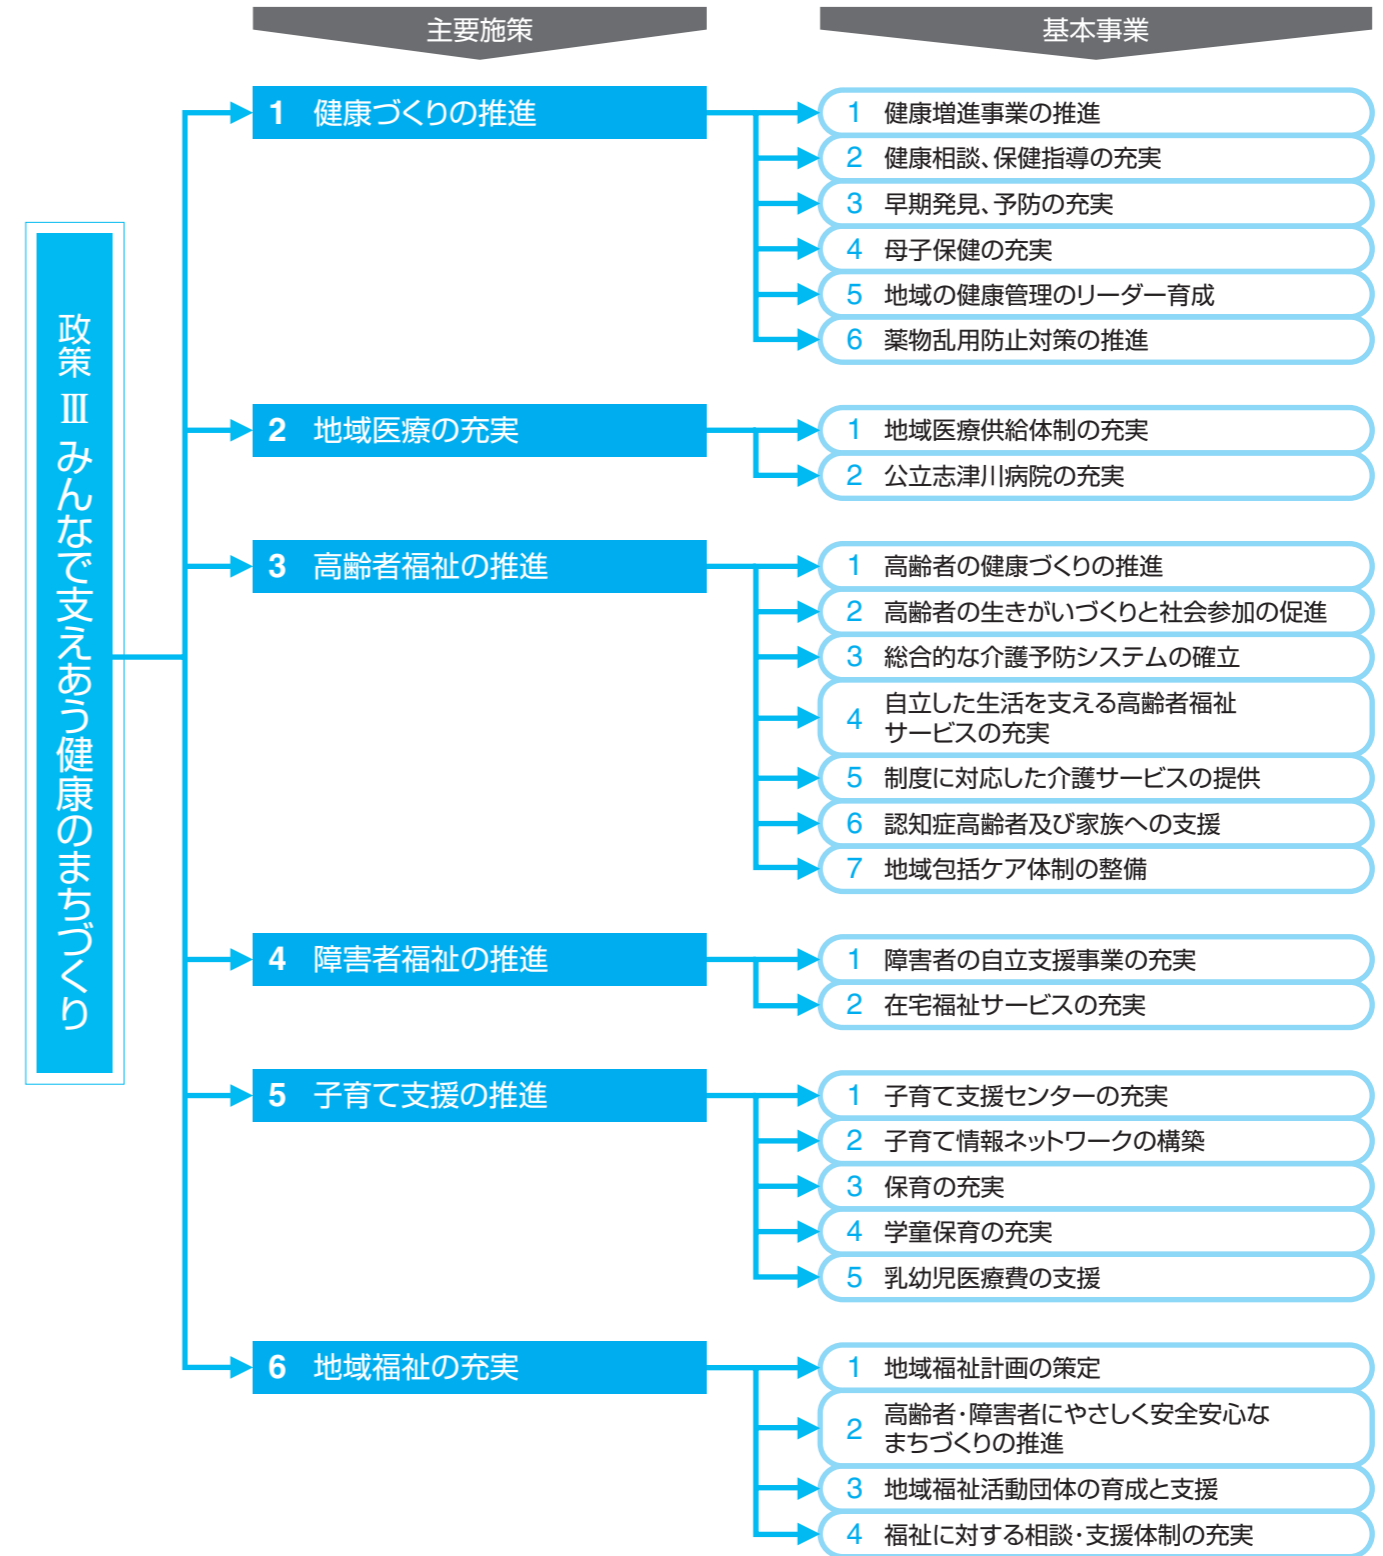 主要施策
基本事業
政策 Ⅲ みんなで支えあう健康のまちづくり
1 健康づくりの推進
1 健康増進事業の推進
2 健康相談、保健指導の充実
3 早期発見、予防の充実
4 母子保健の充実
5 地域の健康管理のリーダー育成
6 薬物乱用防止対策の推進
2 地域医療の充実
1 地域医療供給体制の充実
2 公立志津川病院の充実
3 高齢者福祉の推進
1 高齢者の健康づくりの推進
2 高齢者の生きがいづくりと社会参加の促進
3 総合的な介護予防システムの確立
4 自立した生活を支える高齢者福祉
サービスの充実
5 制度に対応した介護サービスの提供
6 認知症高齢者及び家族への支援
7 地域包括ケア体制の整備
4 障害者福祉の推進
1 障害者の自立支援事業の充実
2 在宅福祉サービスの充実
5 子育て支援の推進
1 子育て支援センターの充実
2 子育て情報ネットワークの構築
3 保育の充実
4 学童保育の充実
5 乳幼児医療費の支援
6 地域福祉の充実
1 地域福祉計画の策定
2 高齢者・障害者にやさしく安全安心な
まちづくりの推進
3 地域福祉活動団体の育成と支援
4 福祉に対する相談・支援体制の充実